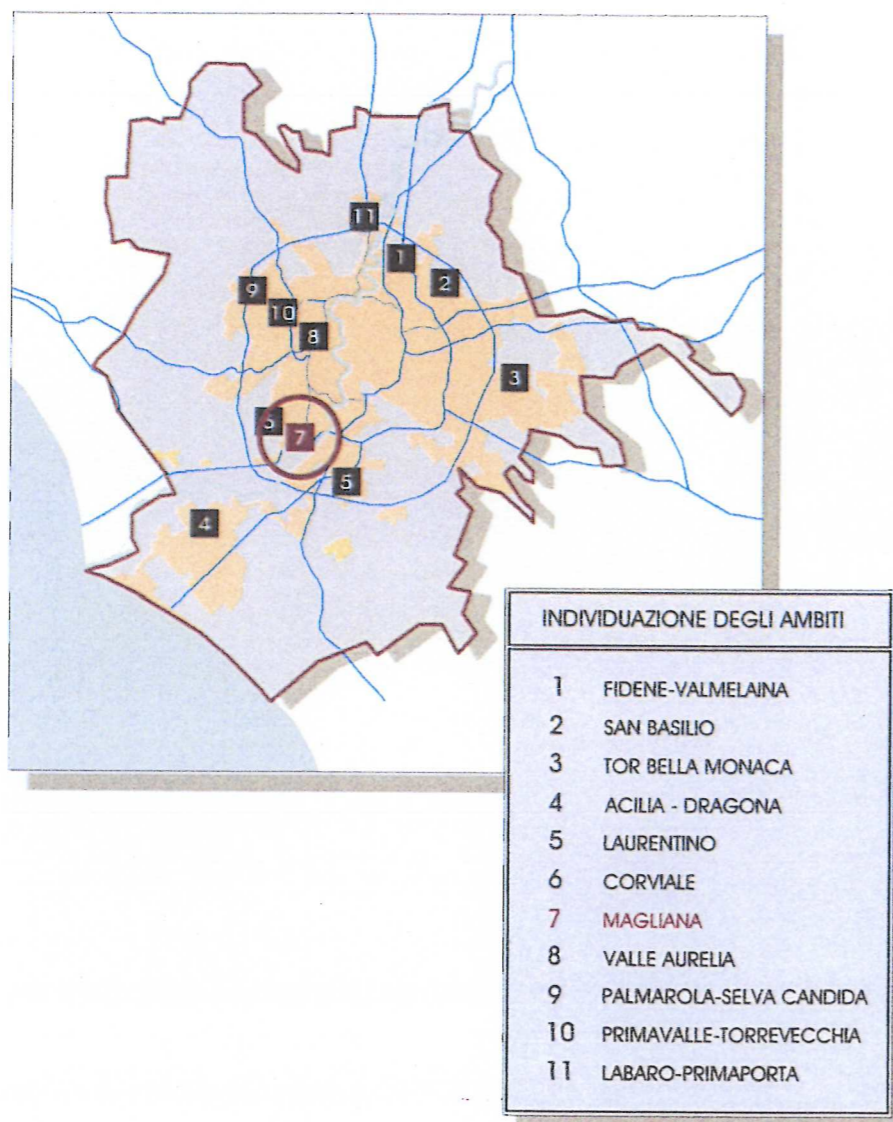 11
1
2
9
10
8
3
6
7
5
4
INDIVIDUAZIONE DEGLI AMBITI
1 FIDENE-VALMELAINA
2 SAN BASILIO
3 TOR BELLA MONACA
4 ACILIA - DRAGONA
5 LAURENTINO
6 CORVIALE
7 MAGLIANA
8 VALLE AURELIA
9 PALMAROLA-SELVA CANDIDA
10 PRIMAVALLE-TORREVECCHIA
11 LABARO-PRIMAPORTA